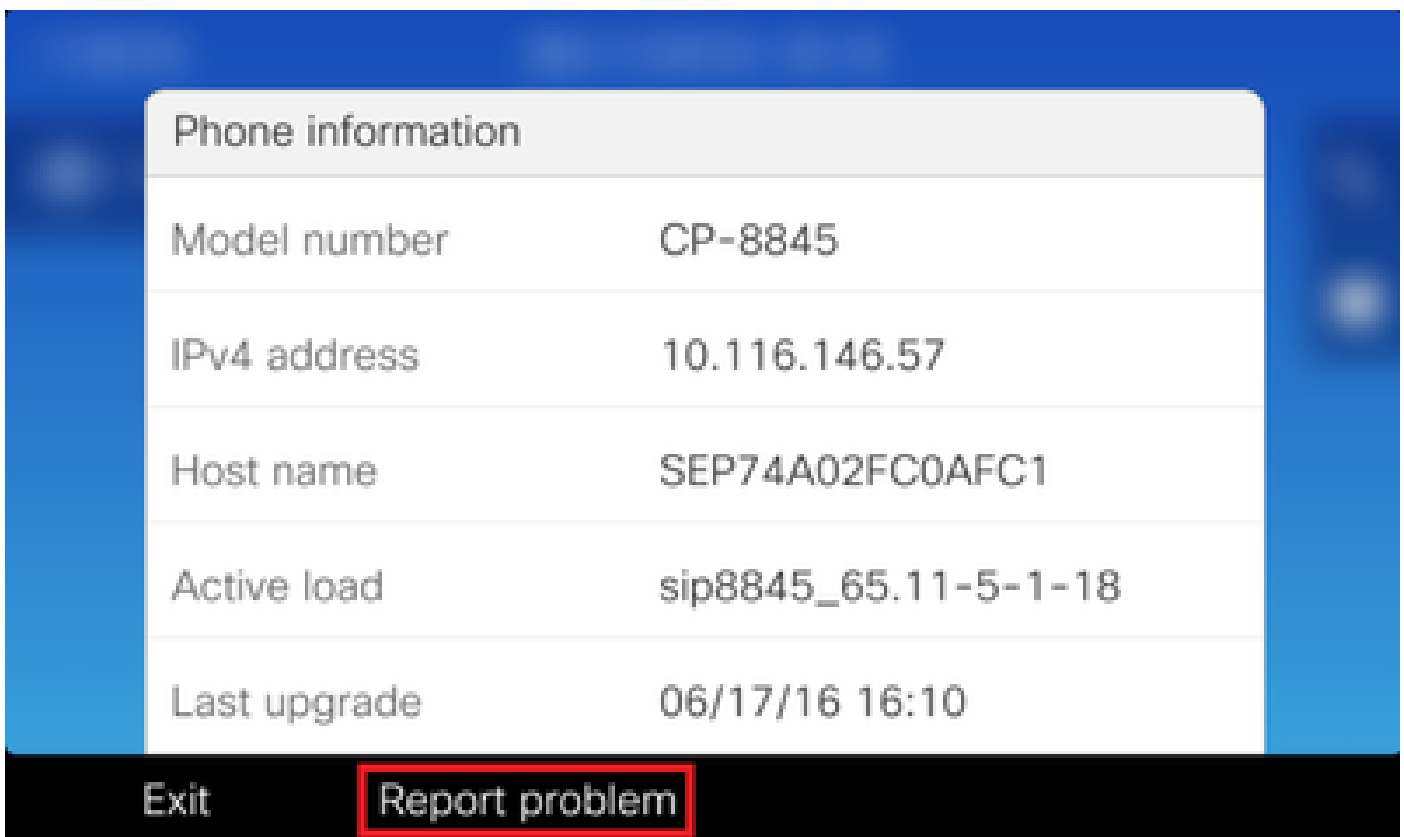 Phone information
Model number CP-8845
IPv4 address 10.116.146.57
Host name SEP74A02FC0AFC1
Active load sip8845_65.11-5-1-18
Last upgrade 06/17/16 16:10
Exit Report problem